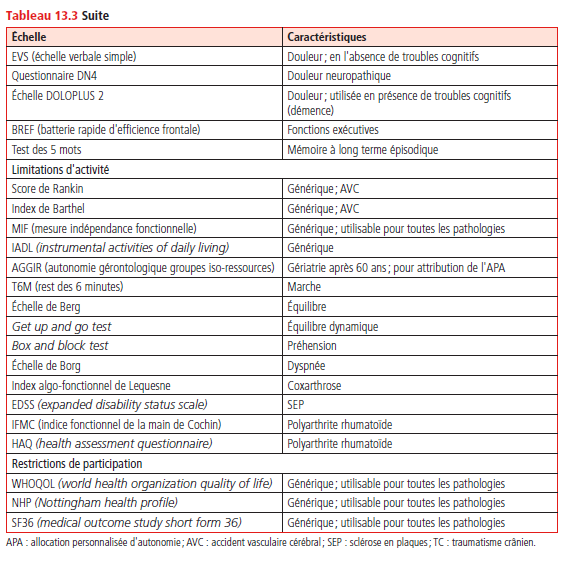 Tableau 13.3 Suite
Échelle Caractéristiques
EVS (échelle verbale simple) Douleur ; en l'absence de troubles cognitifs
Questionnaire DN4 Douleur neuropathique
Échelle DOLOPLUS 2 Douleur ; utilisée en présence de troubles cognitifs
(démence)
BREF (batterie rapide d'efficience frontale) Fonctions exécutives
Test des 5 mots Mémoire à long terme épisodique
Limitations d'activité
Score de Rankin Générique ; AVC
Index de Barthel Générique ; AVC
MIF (mesure indépendance fonctionnelle) Générique ; utilisable pour toutes les pathologies
IADL (instrumental activities of daily living) Générique
AGGIR (autonomie gérontologique groupes iso-ressources) Gériatrie après 60 ans ; pour attribution de l'APA
T6M (rest des 6 minutes) Marche
Échelle de Berg Équilibre
Get up and go test Équilibre dynamique
Box and block test Préhension
Échelle de Borg Dyspnée
Index algo-fonctionnel de Lequesne Coxarthrose
EDSS (expanded disability status scale) SEP
IFMC (indice fonctionnel de la main de Cochin) Polyarthrite rhumatoïde
HAQ (health assessment questionnaire) Polyarthrite rhumatoïde
Restrictions de participation
WHOQOL (world health organization quality of life) Générique ; utilisable pour toutes les pathologies
NHP (Nottingham health profile) Générique ; utilisable pour toutes les pathologies
SF36 (medical outcome study short form 36) Générique ; utilisable pour toutes les pathologies
APA : allocation personnalisée d'autonomie ; AVC : accident vasculaire cérébral ; SEP : sclérose en plaques ; TC : traumatisme crânien.